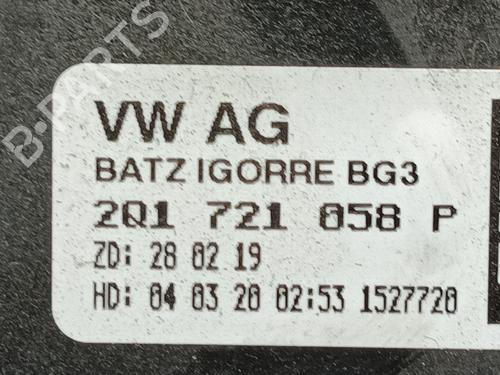 B-PARTS
VW AG
BATZ IGORRE BG3
2Q1 721 058 P
ZD: 28 02 19
HD: 04 03 20 02:53 1527720